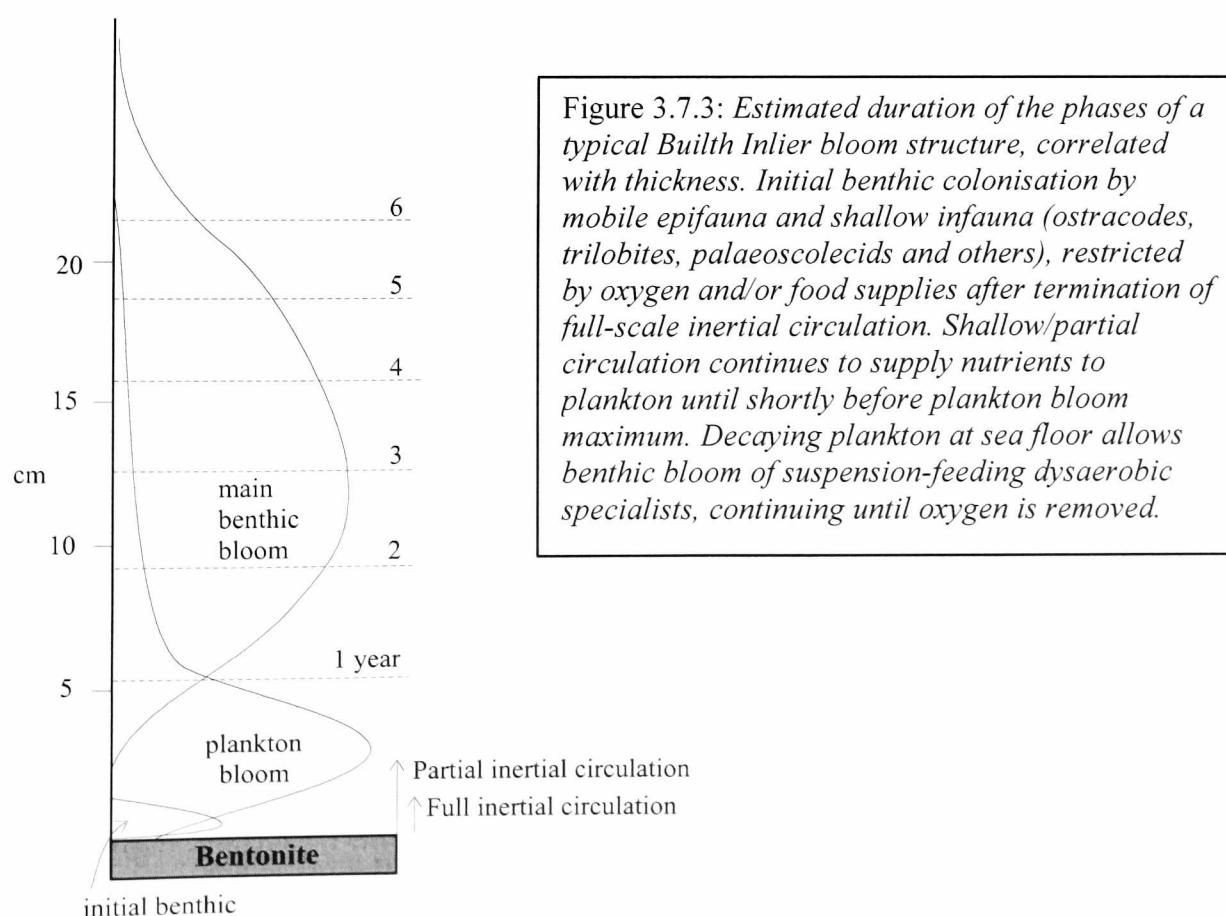 Figure 3.7.3: Estimated duration of the phases of a
typical Builth Inlier bloom structure, correlated
with thickness. Initial benthic colonisation by
mobile epifauna and shallow infauna (ostracodes,
trilobites, palaeoscolecids and others), restricted
by oxygen and/or food supplies after termination of
full-scale inertial circulation. Shallow/partial
circulation continues to supply nutrients to
plankton until shortly before plankton bloom
maximum. Decaying plankton at sea floor allows
benthic bloom of suspension-feeding dysaerobic
specialists, continuing until oxygen is removed.
6
20
5
4
15
3
cm
main
benthic
bloom
10
2
1 year
5
plankton
bloom
Partial inertial circulation
Full inertial circulation
Bentonite
initial benthic